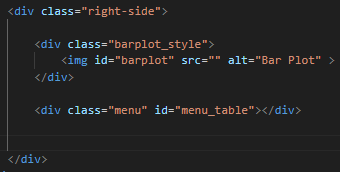 <div class="right-side">
<div class="barplot_style">
<img id="barplot" src="" alt="Bar Plot" >
</div>
<div class="menu" id="menu_table"></div>
</div>